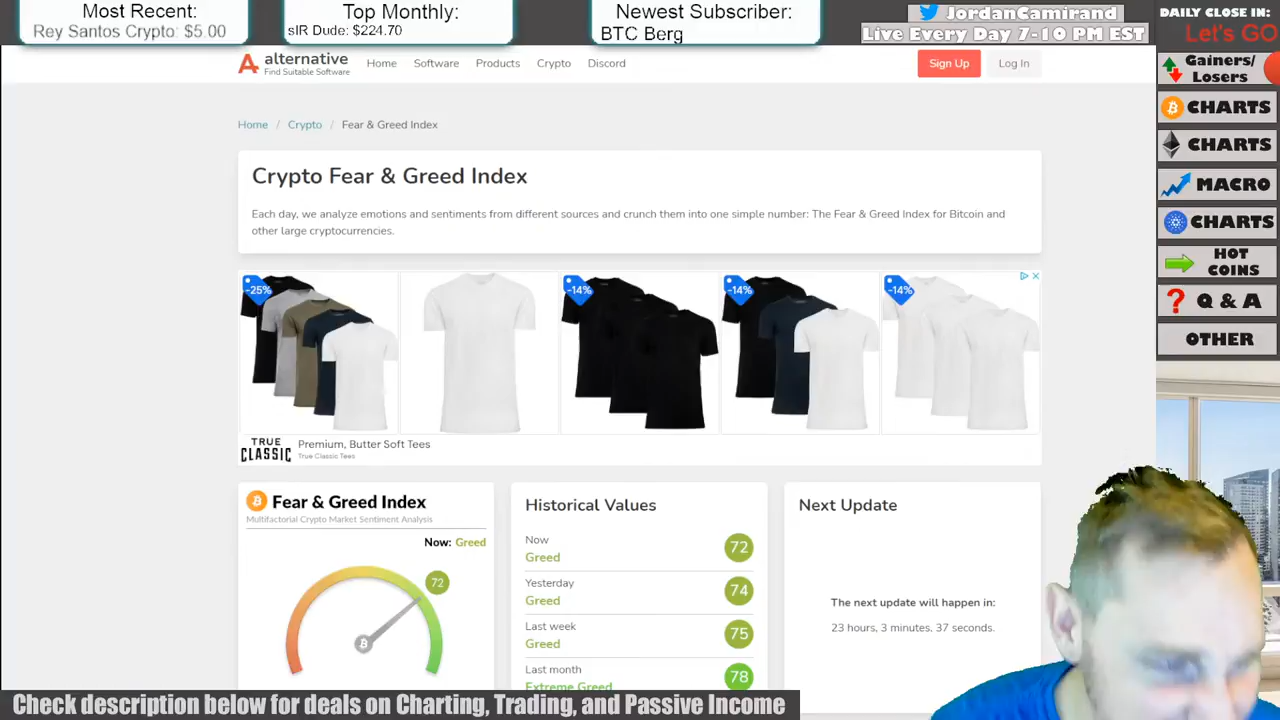 Most Recent:
Rey Santos Crypto: $5.00
Top Monthly:
sIR Dude: $224.70
Newest Subscriber:
BTC Berg
JordanCamirand
Live Every Day 7-10 PM EST
DAILY CLOSE IN:
Let's GO
alternative
Find Suitable Software
Home
Software
Products
Crypto
Discord
Sign Up
Log In
Home / Crypto / Fear & Greed Index
Crypto Fear & Greed Index
Each day, we analyze emotions and sentiments from different sources and crunch them into one simple number: The Fear & Greed Index for Bitcoin and
other large cryptocurrencies.
-25%
-14%
-14%
-14%
TRUE
CLASSIC
Premium, Butter Soft Tees
True Classic Tees
Fear & Greed Index
Multifactorial Crypto Market Sentiment Analysis
Now: Greed
72
Historical Values
Now
Greed
72
Yesterday
Greed
74
Last week
Greed
75
Last month
Extreme Greed
78
Next Update
The next update will happen in:
23 hours, 3 minutes, 37 seconds.
Gainers/
Losers
CHARTS
CHARTS
MACRO
CHARTS
HOT
COINS
Q & A
OTHER
Check description below for deals on Charting, Trading, and Passive Income